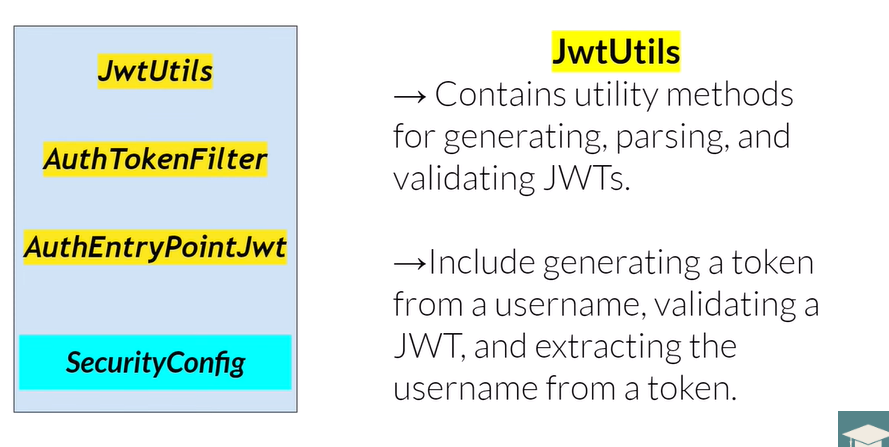 JwtUtils
AuthTokenFilter
AuthEntryPointJwt
SecurityConfig
JwtUtils
→ Contains utility methods
for generating, parsing, and
validating JWTs.
→Include generating a token
from a username, validating a
JWT, and extracting the
username from a token.